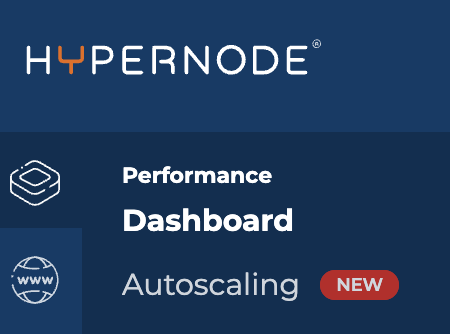 HYPERNODE®
Performance
Dashboard
www
Autoscaling NEW